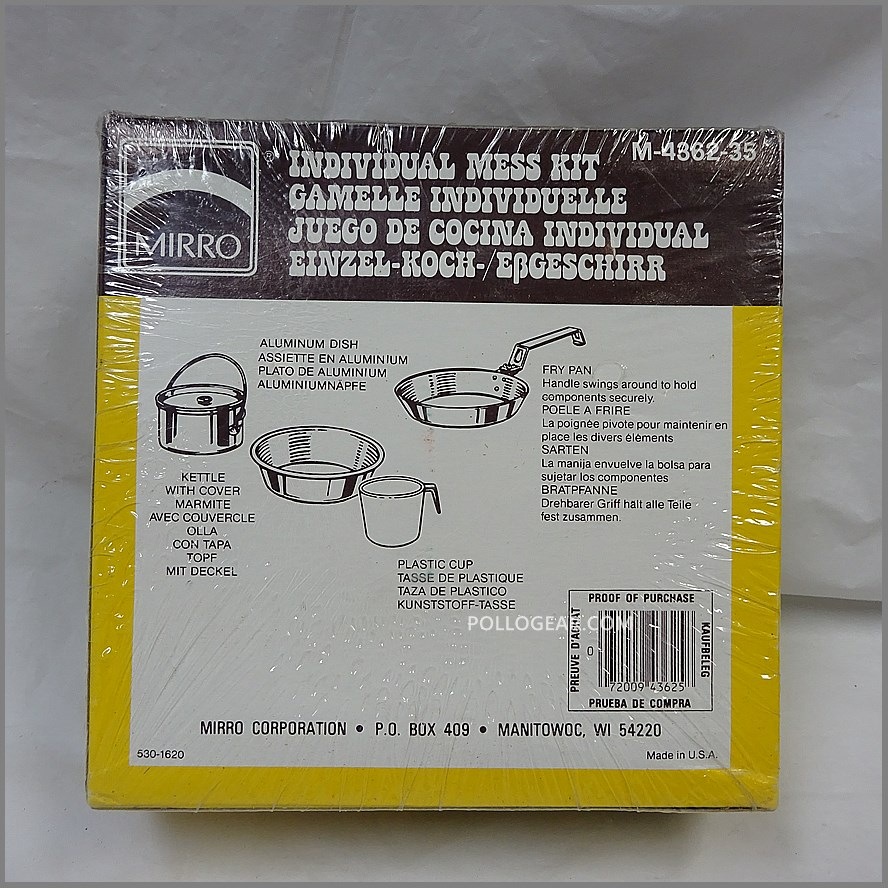 MIRRO
®
INDIVIDUAL MESS KIT
M-4362-35
GAMELLE INDIVIDUELLE
JUEGO DE COCINA INDIVIDUAL
EINZEL-KOCH-/EßGESCHIRR
ALUMINUM DISH
ASSIETTE EN ALUMINIUM
PLATO DE ALUMINIUM
ALUMINIUMNÄPFE
KETTLE
WITH COVER
MARMITE
AVEC COUVERCLE
OLLA
CON TAPA
TOPF
MIT DECKEL
FRY PAN
Handle swings around to hold
components securely.
POELE A FRIRE
La poignée pivote pour maintenir en
place les divers éléments
SARTEN
La manija envuelve la bolsa para
sujetar los componentes
BRATPFANNE
Drehbarer Griff hält alle Teile
fest zusammen.
PLASTIC CUP
TASSE DE PLASTIQUE
TAZA DE PLASTICO
KUNSTSTOFF-TASSE
POLLOGEAR.COM
PROOF OF PURCHASE
PREUVE D'ACHAT
KAUFBELEG
0 72009 43625
PRUEBA DE COMPRA
MIRRO CORPORATION • P.O. BOX 409 • MANITOWOC, WI 54220
530-1620
Made in U.S.A.